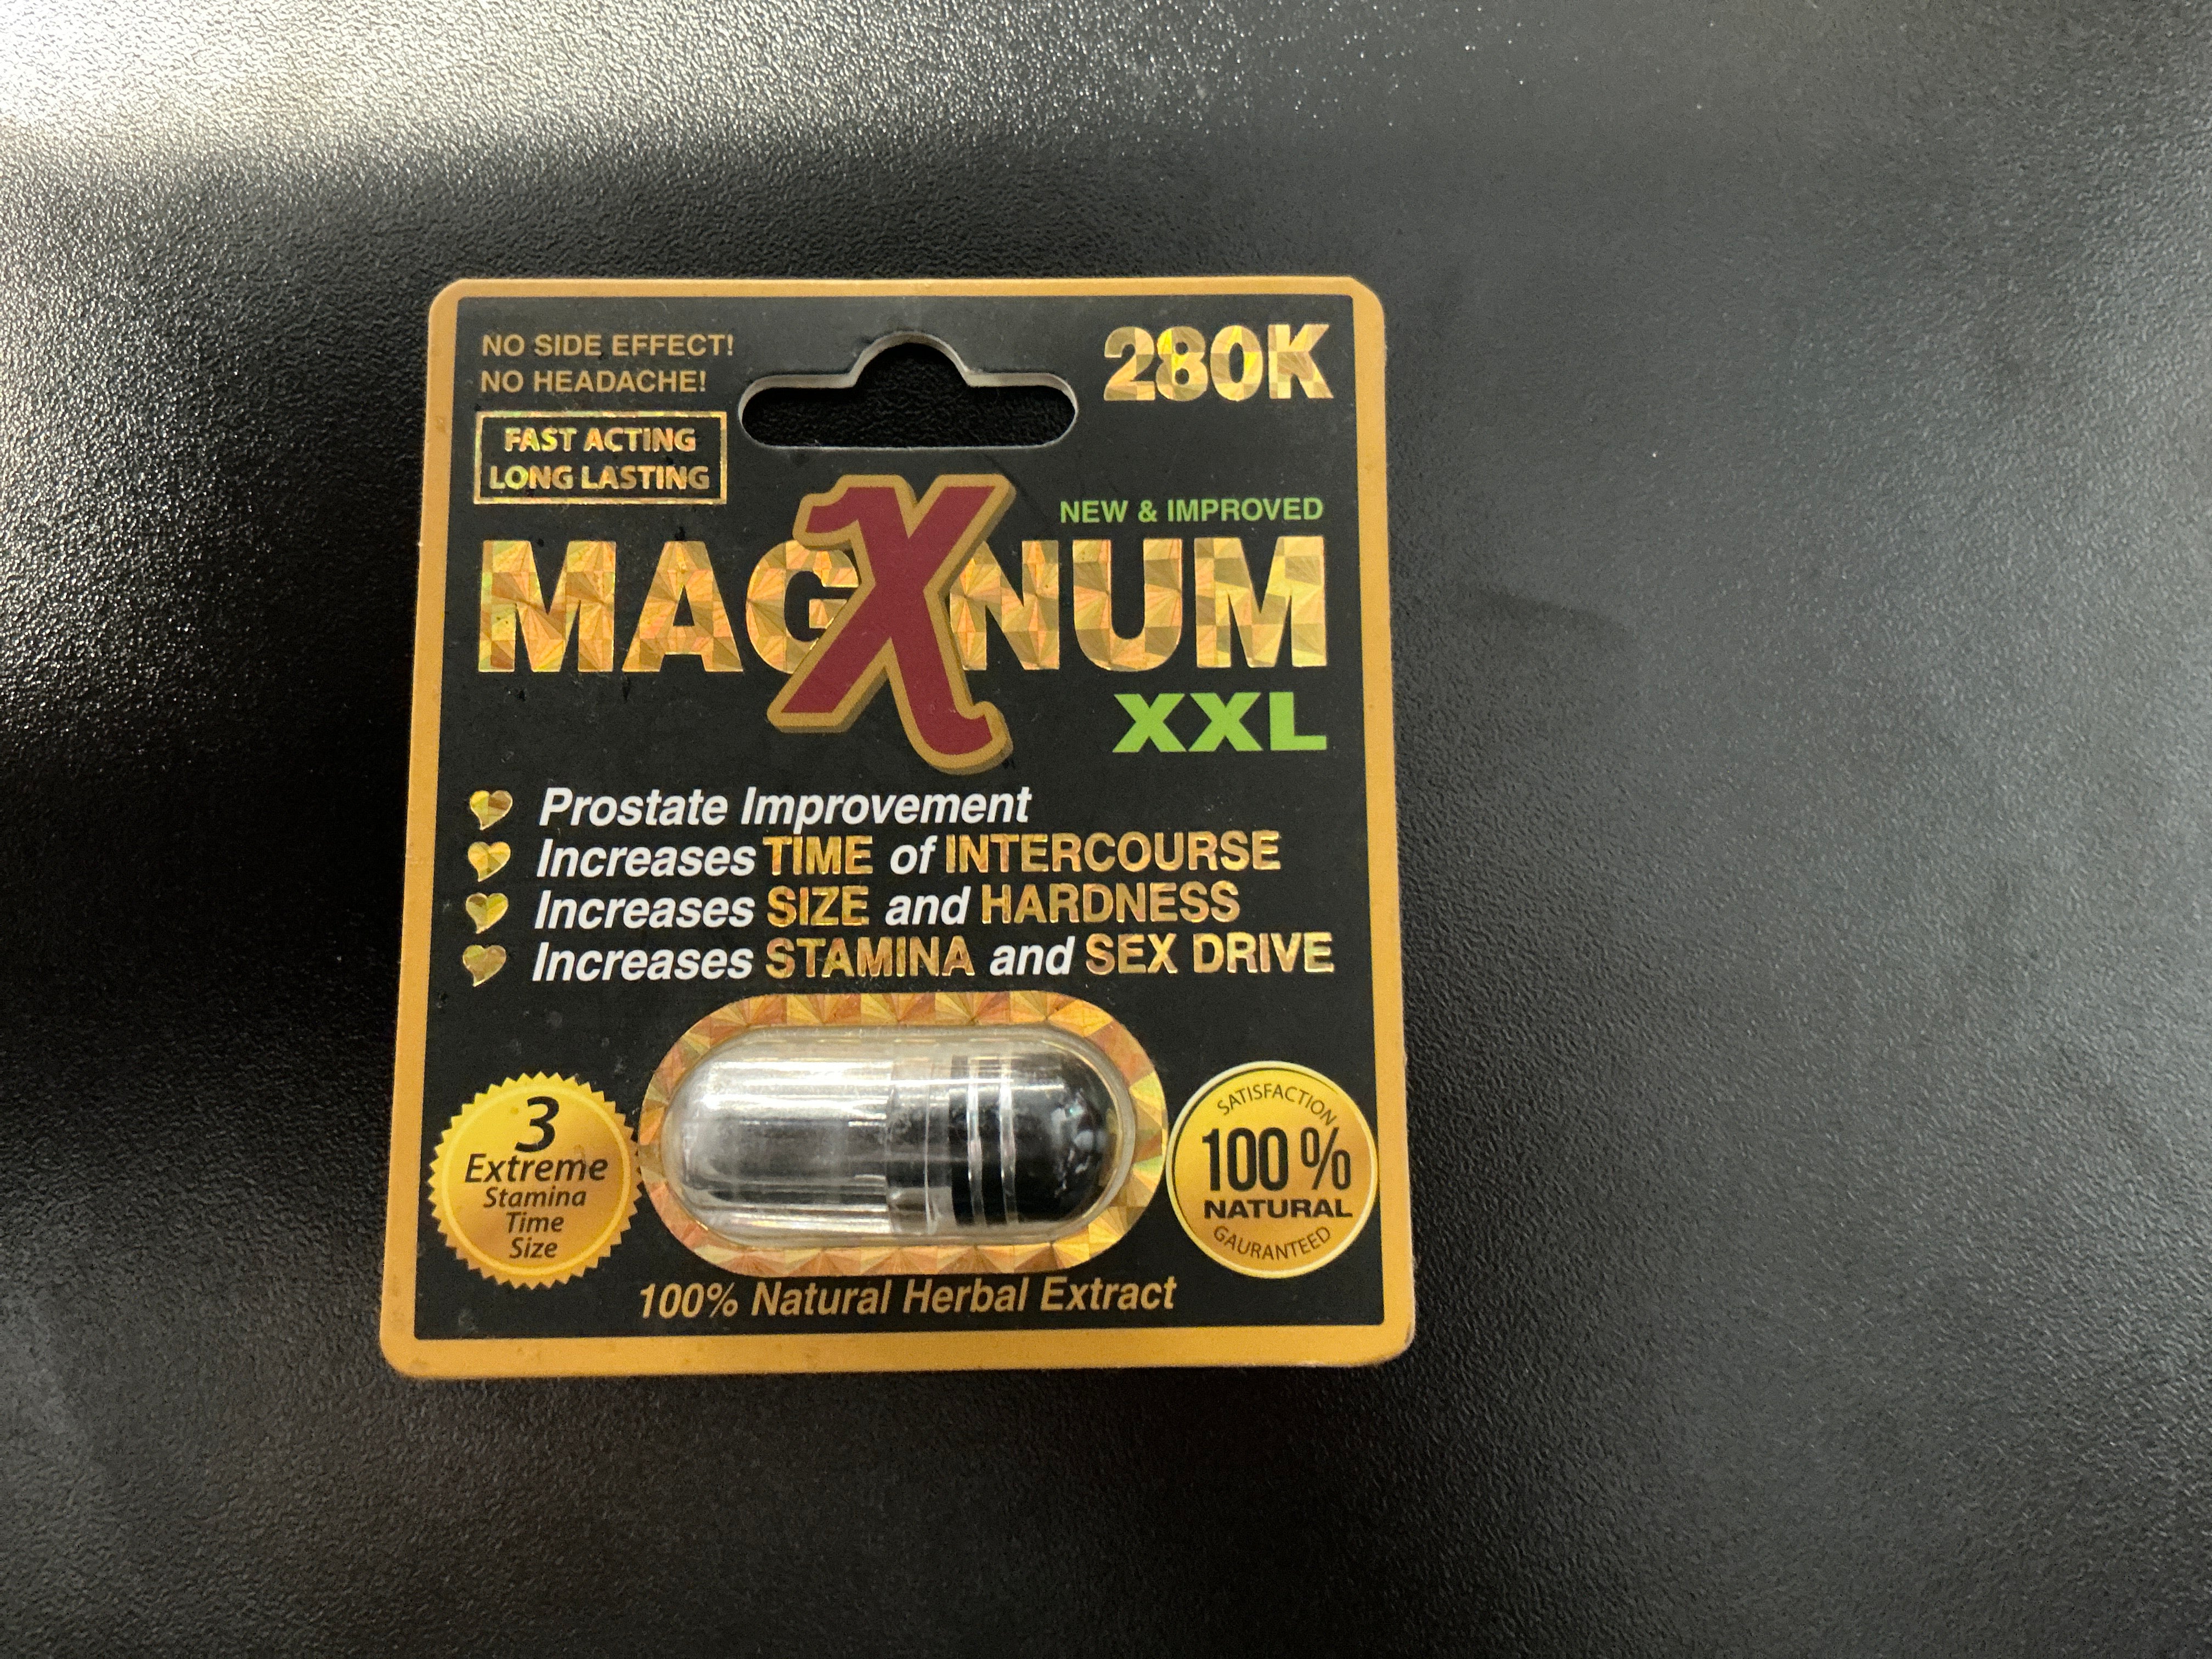 NO SIDE EFFECT!
NO HEADACHE!
FAST ACTING
LONG LASTING
280K
NEW & IMPROVED
MAGXNUM
XXL
Prostate Improvement
Increases TIME of INTERCOURSE
Increases SIZE and HARDNESS
Increases STAMINA and SEX DRIVE
3
Extreme
Stamina
Time
Size
SATISFACTION
100%
NATURAL
GAURANTEED
100% Natural Herbal Extract